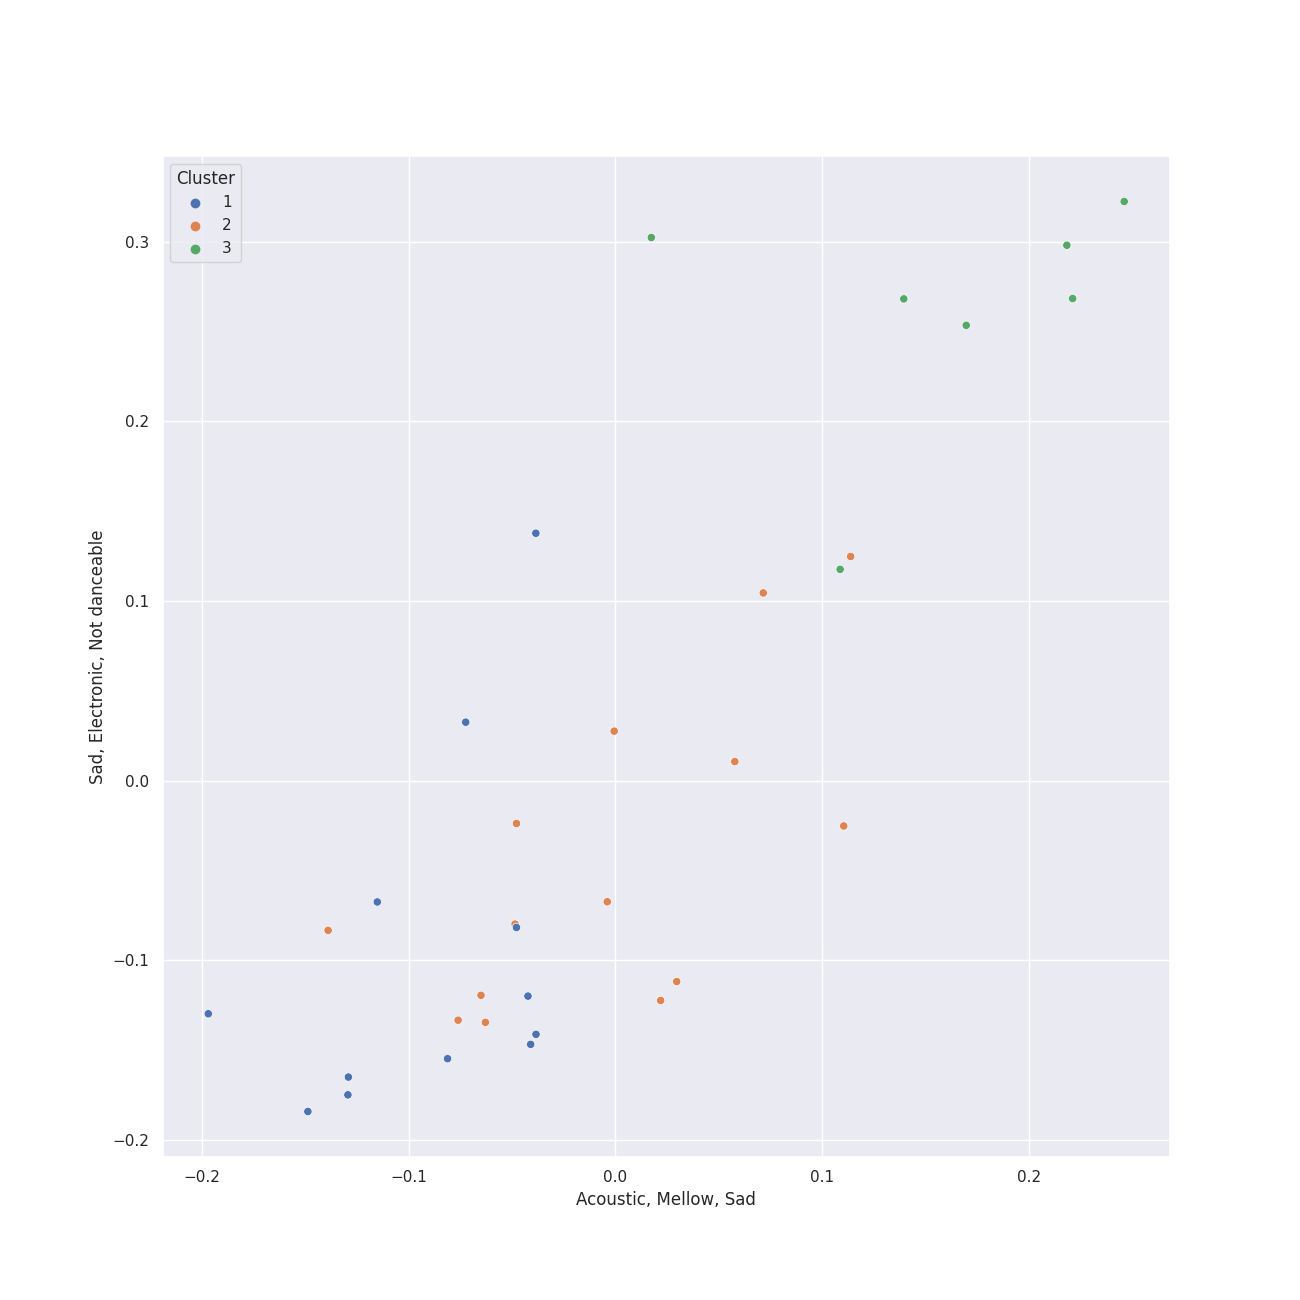 Cluster
1
2
3
0.3
0.2
0.1
0.0
−0.1
−0.2
Sad, Electronic, Not danceable
−0.2 −0.1 0.0 0.1 0.2
Acoustic, Mellow, Sad